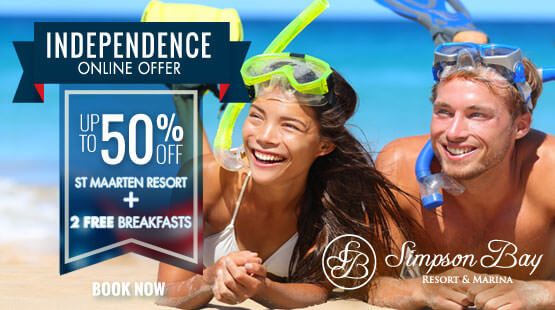 INDEPENDENCE
ONLINE OFFER
UP TO 50% OFF
ST MAARTEN RESORT
+
2 FREE BREAKFASTS
BOOK NOW
SB
Simpson Bay
RESORT & MARINA